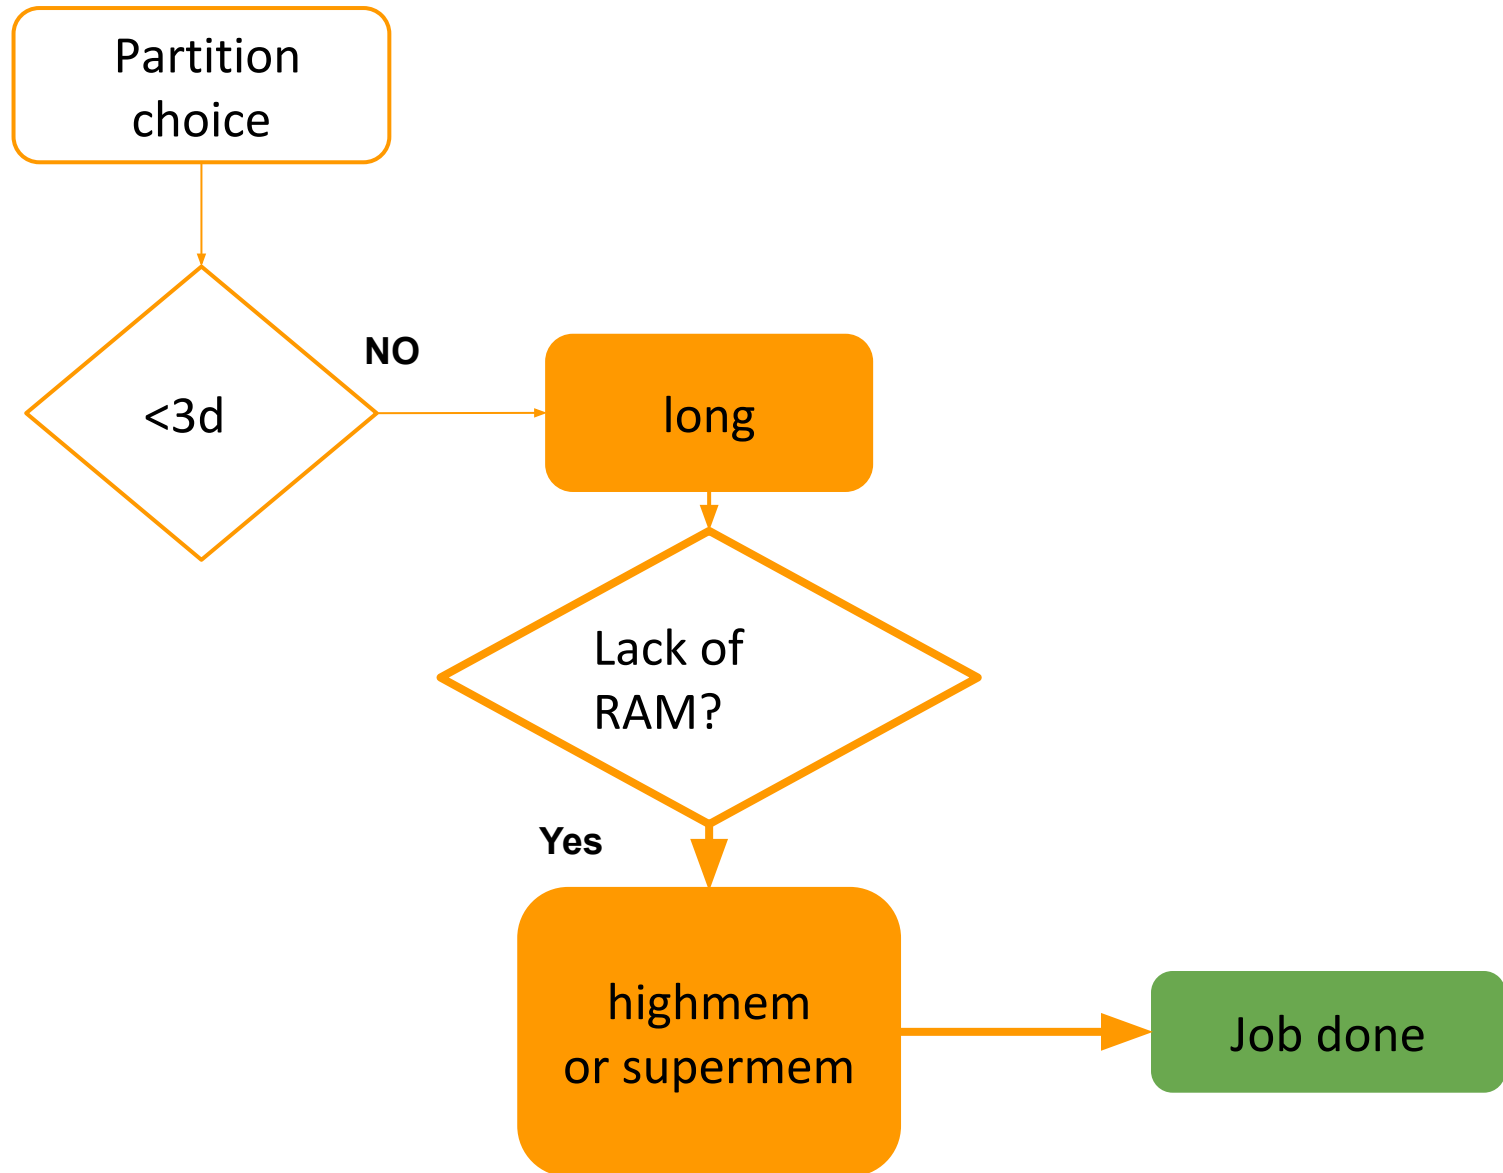 Partition
choice
<3d
NO
long
Lack of
RAM?
Yes
highmem
or supermem
Job done